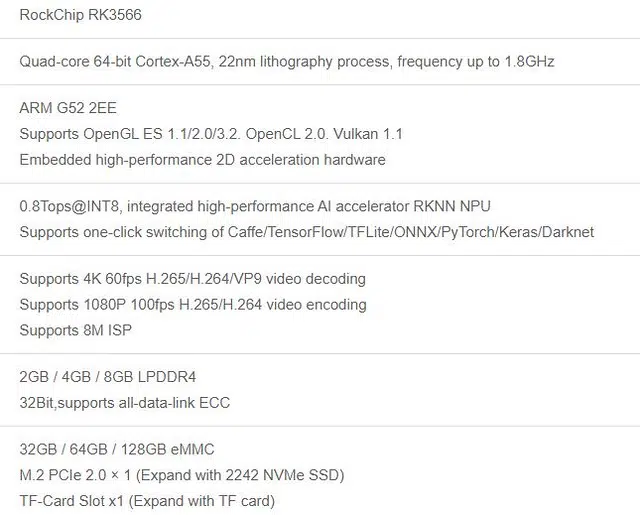 RockChip RK3566
Quad-core 64-bit Cortex-A55, 22nm lithography process, frequency up to 1.8GHz
ARM G52 2EE
Supports OpenGL ES 1.1/2.0/3.2. OpenCL 2.0. Vulkan 1.1
Embedded high-performance 2D acceleration hardware
0.8Tops@INT8, integrated high-performance AI accelerator RKNN NPU
Supports one-click switching of Caffe/TensorFlow/TFLite/ONNX/PyTorch/Keras/Darknet
Supports 4K 60fps H.265/H.264/VP9 video decoding
Supports 1080P 100fps H.265/H.264 video encoding
Supports 8M ISP
2GB / 4GB / 8GB LPDDR4
32Bit,supports all-data-link ECC
32GB / 64GB / 128GB eMMC
M.2 PCIe 2.0 × 1 (Expand with 2242 NVMe SSD)
TF-Card Slot x1 (Expand with TF card)